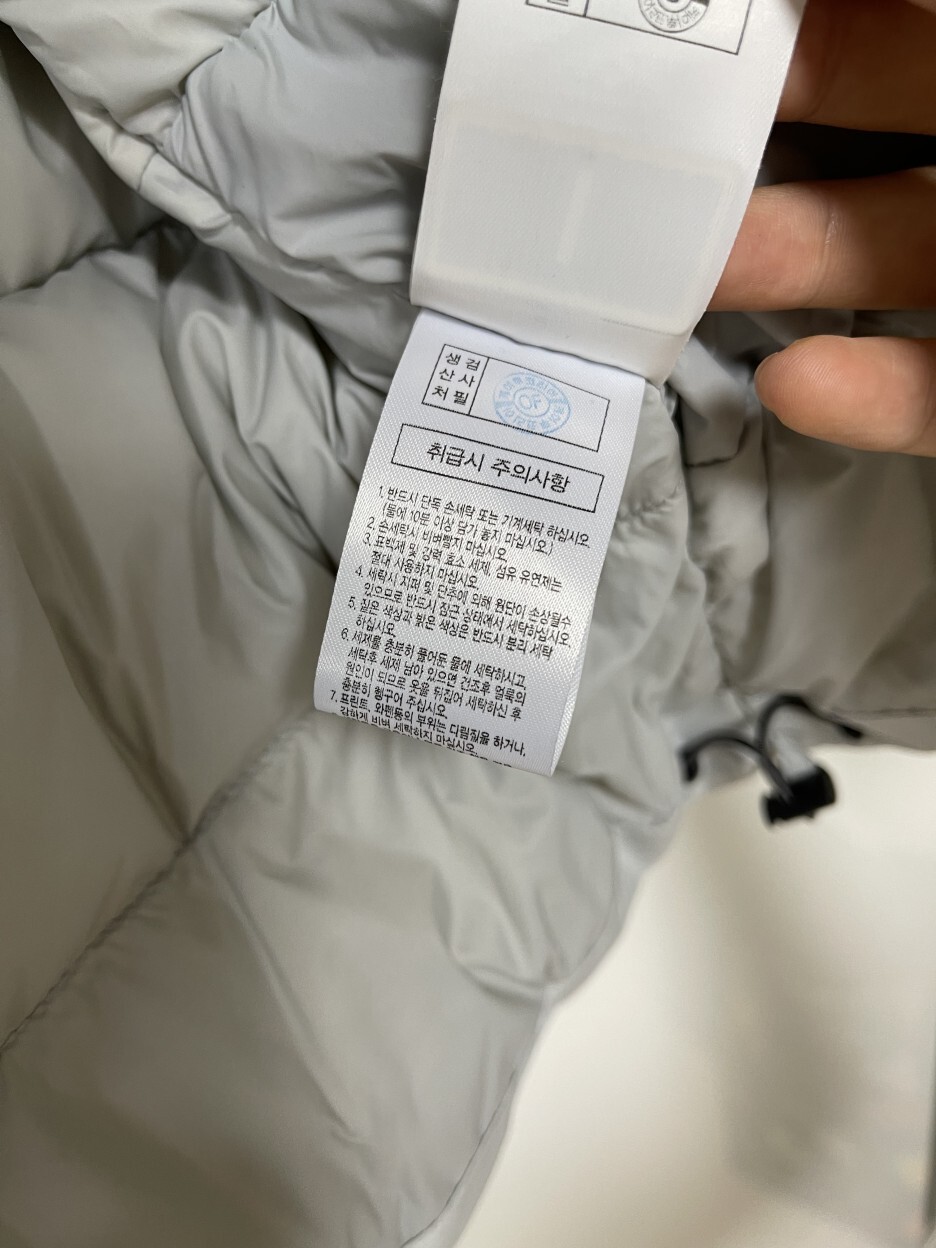 생 검
산 사
처 필
OK
취급시 주의사항
1. 반드시 단독 손세탁 또는 기계세탁 하십시오.
(물에 10분 이상 담가 놓지 마십시오.)
2. 손세탁시 비벼빨지 마십시오.
3. 표백제 및 강력 효소 세제, 섬유 유연제는
절대 사용하지 마십시오.
4. 세탁시 지퍼 및 단추에 의해 원단이 손상될수
있으므로 반드시 잠근 상태에서 세탁하십시오.
5. 짙은 색상과 밝은 색상은 반드시 분리 세탁
하십시오.
6. 세제를 충분히 풀어둔 물에 세탁하시고,
세탁후 세제 남아 있으면 건조후 얼룩의
원인이 되므로 옷을 뒤집어 세탁하신 후
충분히 헹구어 주십시오.
7. 프린트, 와펜등의 부위는 다림질을 하거나,
강하게 비벼 세탁하지 마십시오.